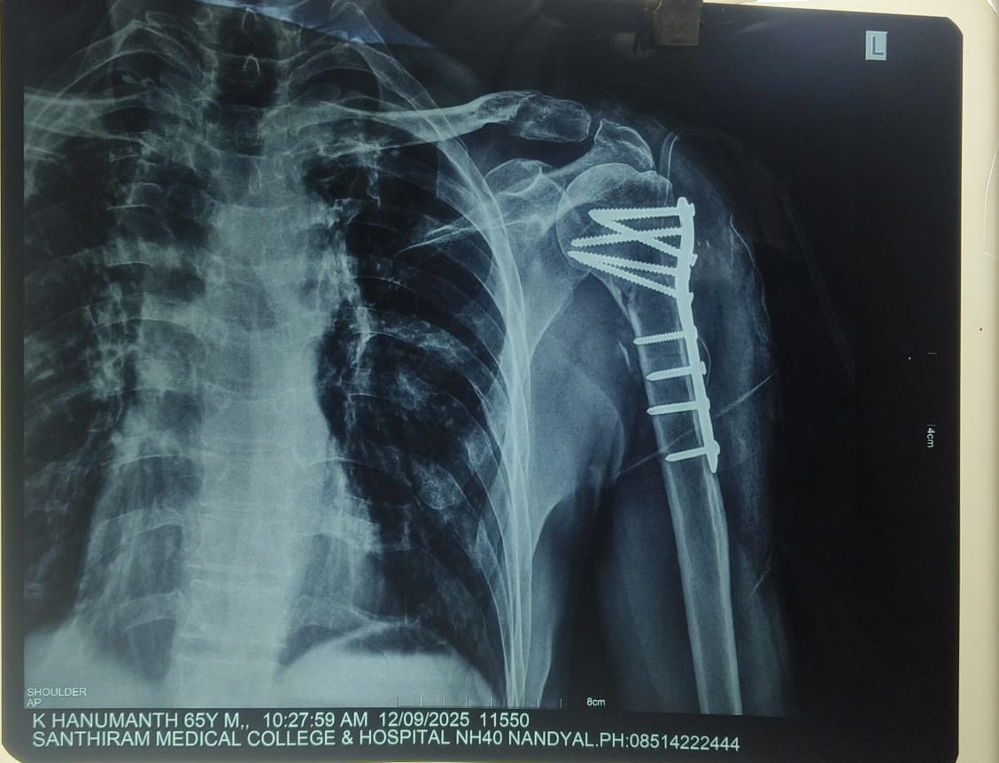 L
4cm
8cm
SHOULDER
AP
K HANUMANTH 65Y M,, 10:27:59 AM 12/09/2025 11550
SANTHIRAM MEDICAL COLLEGE & HOSPITAL NH40 NANDYAL.PH:08514222444